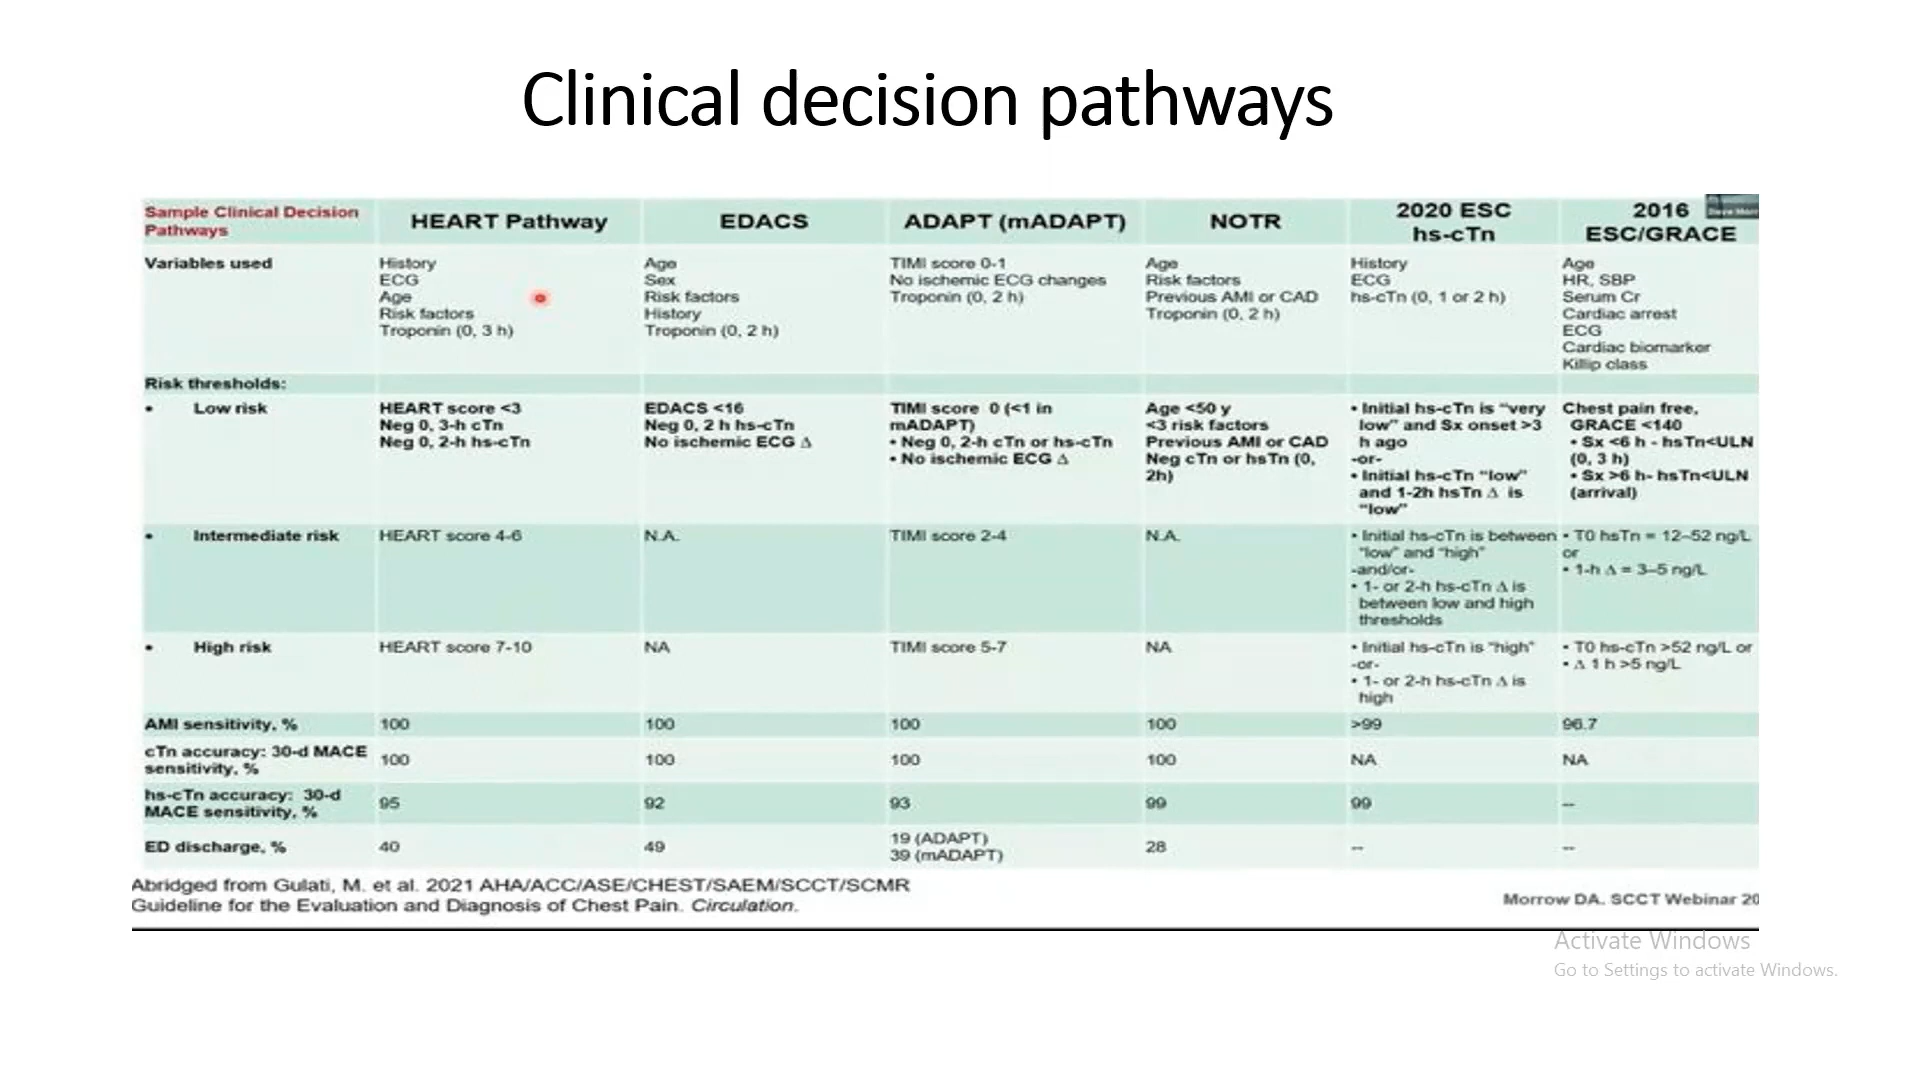 Clinical decision pathways
Sample Clinical Decision
Pathways
HEART Pathway
EDACS
ADAPT (mADAPT)
NOTR
2020 ESC
hs-cTn
2016
ESC/GRACE
Variables used
History
ECG
Age
Risk factors
Troponin (0, 3 h)
Age
Sex
Risk factors
History
Troponin (0, 2 h)
TIMI score 0-1
No ischemic ECG changes
Troponin (0, 2 h)
Age
Risk factors
Previous AMI or CAD
Troponin (0, 2 h)
History
ECG
hs-cTn (0, 1 or 2 h)
Age
HR, SBP
Serum Cr
Cardiac arrest
ECG
Cardiac biomarker
Killip class
Risk thresholds:
• Low risk
HEART score <3
Neg 0, 3-h cTn
Neg 0, 2-h hs-cTn
EDACS <16
Neg 0, 2 h hs-cTn
No ischemic ECG Δ
TIMI score 0 (<1 in
mADAPT)
• Neg 0, 2-h cTn or hs-cTn
• No ischemic ECG Δ
Age <50 y
<3 risk factors
Previous AMI or CAD
Neg cTn or hsTn (0,
2h)
• Initial hs-cTn is “very
low” and Sx onset >3
h ago
-or-
• Initial hs-cTn “low”
and 1-2h hsTn Δ is
“low”
Chest pain free,
GRACE <140
• Sx <6 h - hsTn<ULN
(0, 3 h)
• Sx >6 h- hsTn<ULN
(arrival)
• Intermediate risk
HEART score 4-6
N.A.
TIMI score 2-4
N.A.
• Initial hs-cTn is between
“low” and “high”
-and/or-
• 1- or 2-h hs-cTn Δ is
between low and high
thresholds
• T0 hsTn = 12–52 ng/L
or
• 1-h Δ = 3–5 ng/L
• High risk
HEART score 7-10
NA
TIMI score 5-7
NA
• Initial hs-cTn is “high”
-or-
• 1- or 2-h hs-cTn Δ is
high
• T0 hs-cTn >52 ng/L or
• Δ 1 h >5 ng/L
AMI sensitivity, %
100
100
100
100
>99
96.7
cTn accuracy: 30-d MACE
sensitivity, %
100
100
100
100
NA
NA
hs-cTn accuracy: 30-d
MACE sensitivity, %
95
92
93
99
99
--
ED discharge, %
40
49
19 (ADAPT)
39 (mADAPT)
28
--
--
Abridged from Gulati, M. et al. 2021 AHA/ACC/ASE/CHEST/SAEM/SCCT/SCMR
Guideline for the Evaluation and Diagnosis of Chest Pain. Circulation.
Morrow DA. SCCT Webinar 20
Activate Windows
Go to Settings to activate Windows.